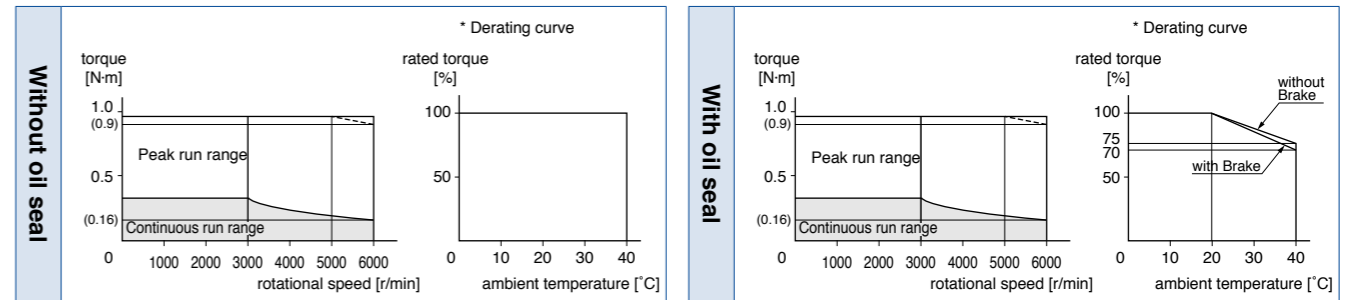 Without oil seal
* Derating curve
torque
[N·m]
rated torque
[%]
1.0
(0.9)
Peak run range
0.5
(0.16)
Continuous run range
0
1000 2000 3000 4000 5000 6000
rotational speed [r/min]
100
50
0 10 20 30 40
ambient temperature [˚C]
With oil seal
* Derating curve
torque
[N·m]
rated torque
[%]
1.0
(0.9)
Peak run range
0.5
(0.16)
Continuous run range
0
1000 2000 3000 4000 5000 6000
rotational speed [r/min]
without
Brake
100
75
70
with Brake
50
0 10 20 30 40
ambient temperature [˚C]